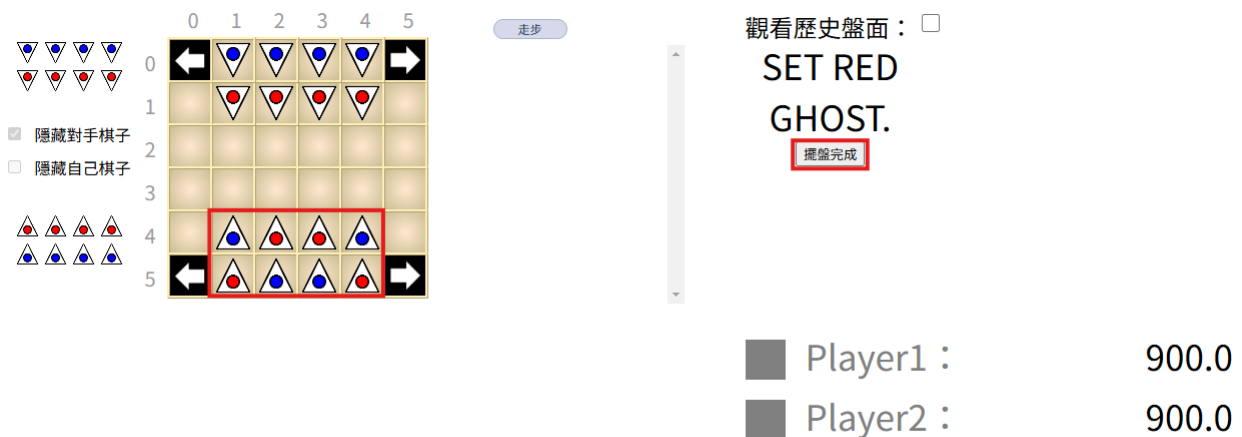 0 1 2 3 4 5
走步
觀看歷史盤面：
0
SET RED
GHOST.
1
隱藏對手棋子
擺盤完成
2
隱藏自己棋子
3
4
5
Player1： 900.0
Player2： 900.0